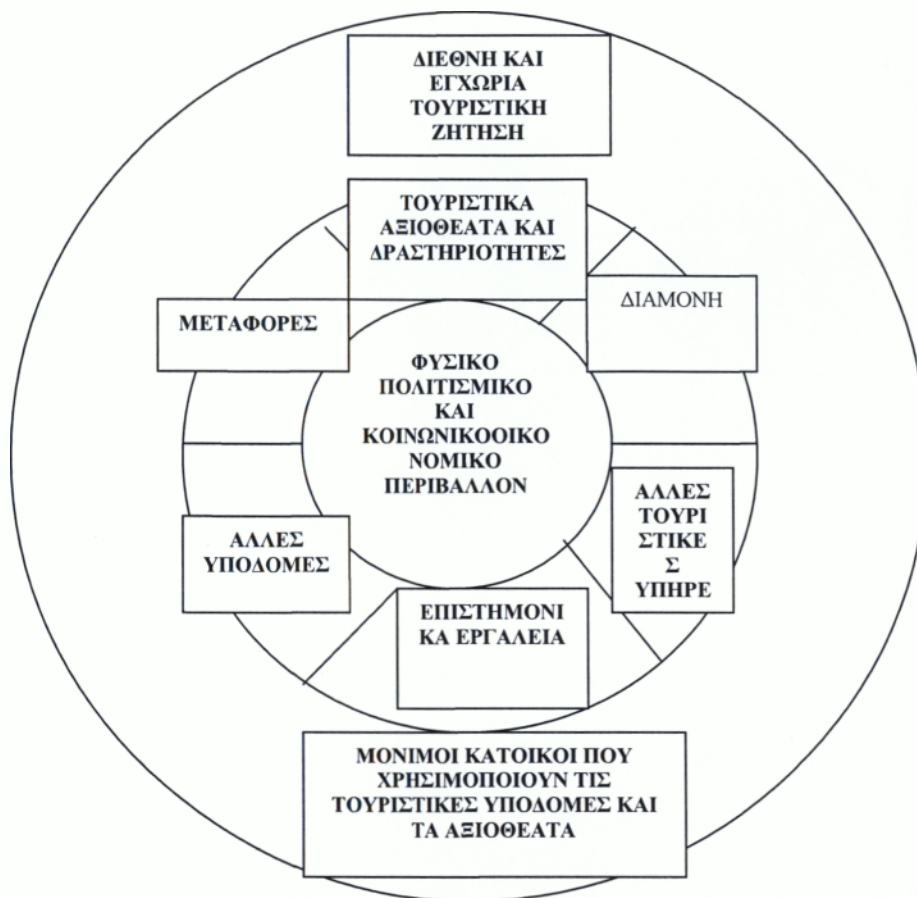 ΔΙΕΘΝΗ ΚΑΙ
ΕΓΧΩΡΙΑ
ΤΟΥΡΙΣΤΙΚΗ
ΖΗΤΗΣΗ
ΤΟΥΡΙΣΤΙΚΑ
ΑΞΙΟΘΕΑΤΑ ΚΑΙ
ΔΡΑΣΤΗΡΙΟΤΗΤΕΣ
ΜΕΤΑΦΟΡΕΣ
ΔΙΑΜΟΝΗ
ΦΥΣΙΚΟ
ΠΟΛΙΤΙΣΜΙΚΟ
ΚΑΙ
ΚΟΙΝΩΝΙΚΟΟΙΚΟ
ΝΟΜΙΚΟ
ΠΕΡΙΒΑΛΛΟΝ
ΑΛΛΕΣ
ΥΠΟΔΟΜΕΣ
ΑΛΛΕΣ
ΤΟΥΡΙ
ΣΤΙΚΕ
Σ
ΥΠΗΡΕ
ΕΠΙΣΤΗΜΟΝΙ
ΚΑ ΕΡΓΑΛΕΙΑ
ΜΟΝΙΜΟΙ ΚΑΤΟΙΚΟΙ ΠΟΥ
ΧΡΗΣΙΜΟΠΟΙΟΥΝ ΤΙΣ
ΤΟΥΡΙΣΤΙΚΕΣ ΥΠΟΔΟΜΕΣ ΚΑΙ
ΤΑ ΑΞΙΟΘΕΑΤΑ